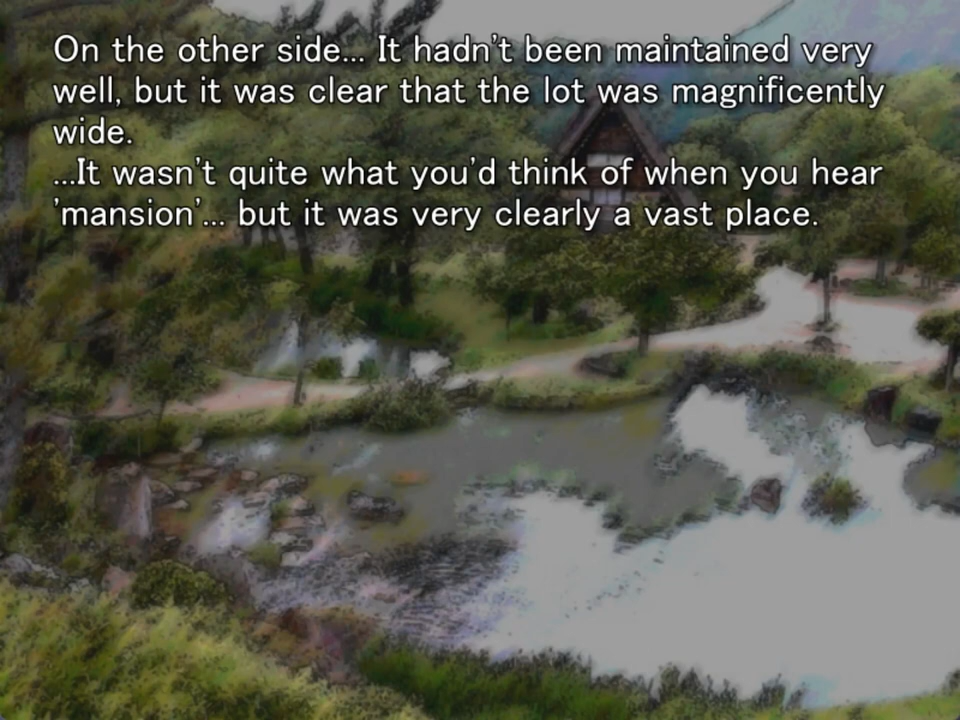 On the other side... It hadn't been maintained very
well, but it was clear that the lot was magnificently
wide.
...It wasn't quite what you'd think of when you hear
'mansion'... but it was very clearly a vast place.